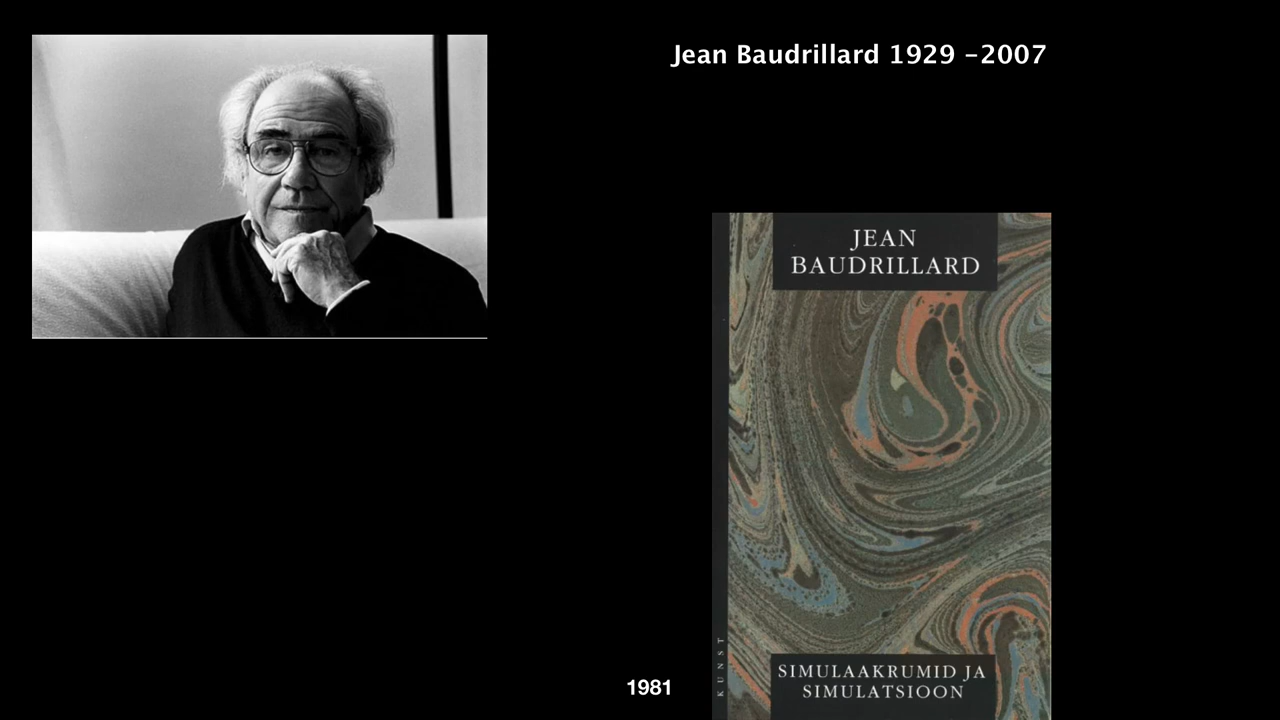 Jean Baudrillard 1929 –2007
JEAN
BAUDRILLARD
KUNST
SIMULAAKRUMID JA
SIMULATSIOON
1981